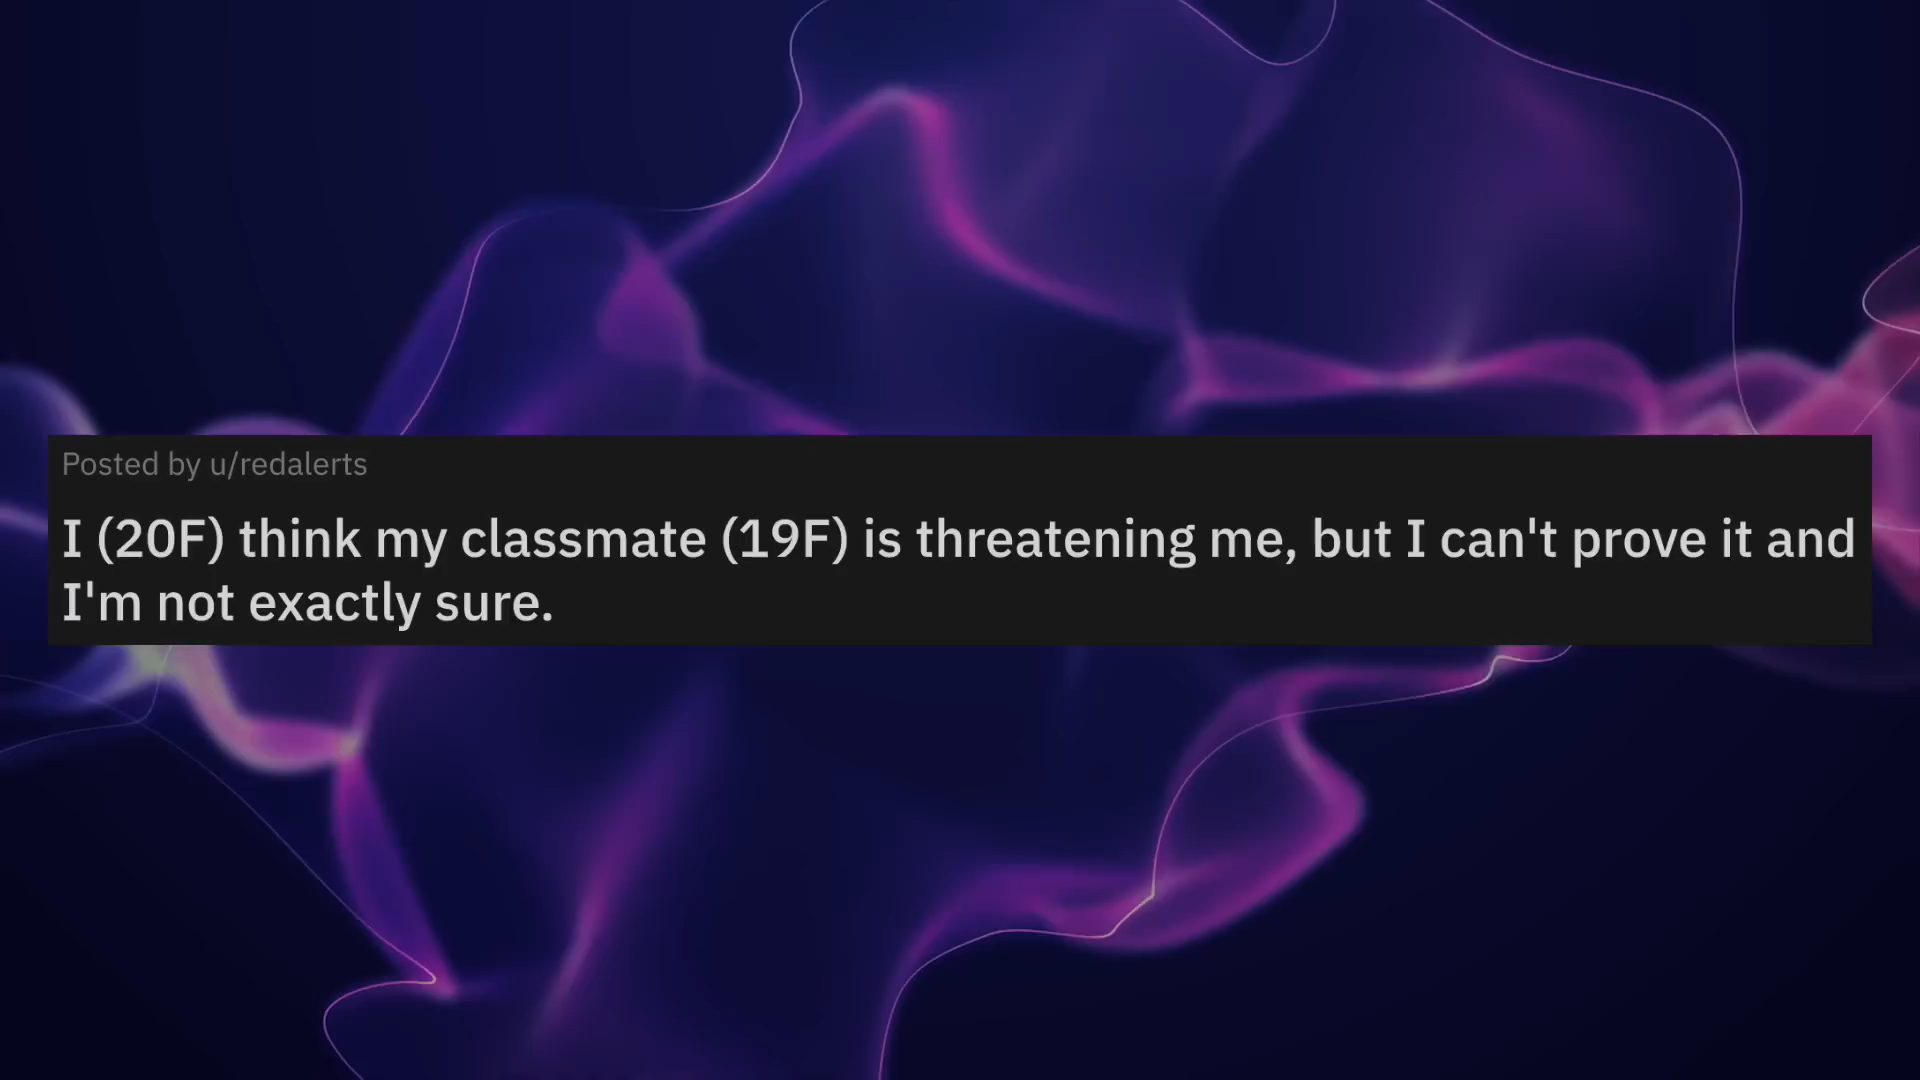 Posted by u/redalerts
I (20F) think my classmate (19F) is threatening me, but I can't prove it and
I'm not exactly sure.